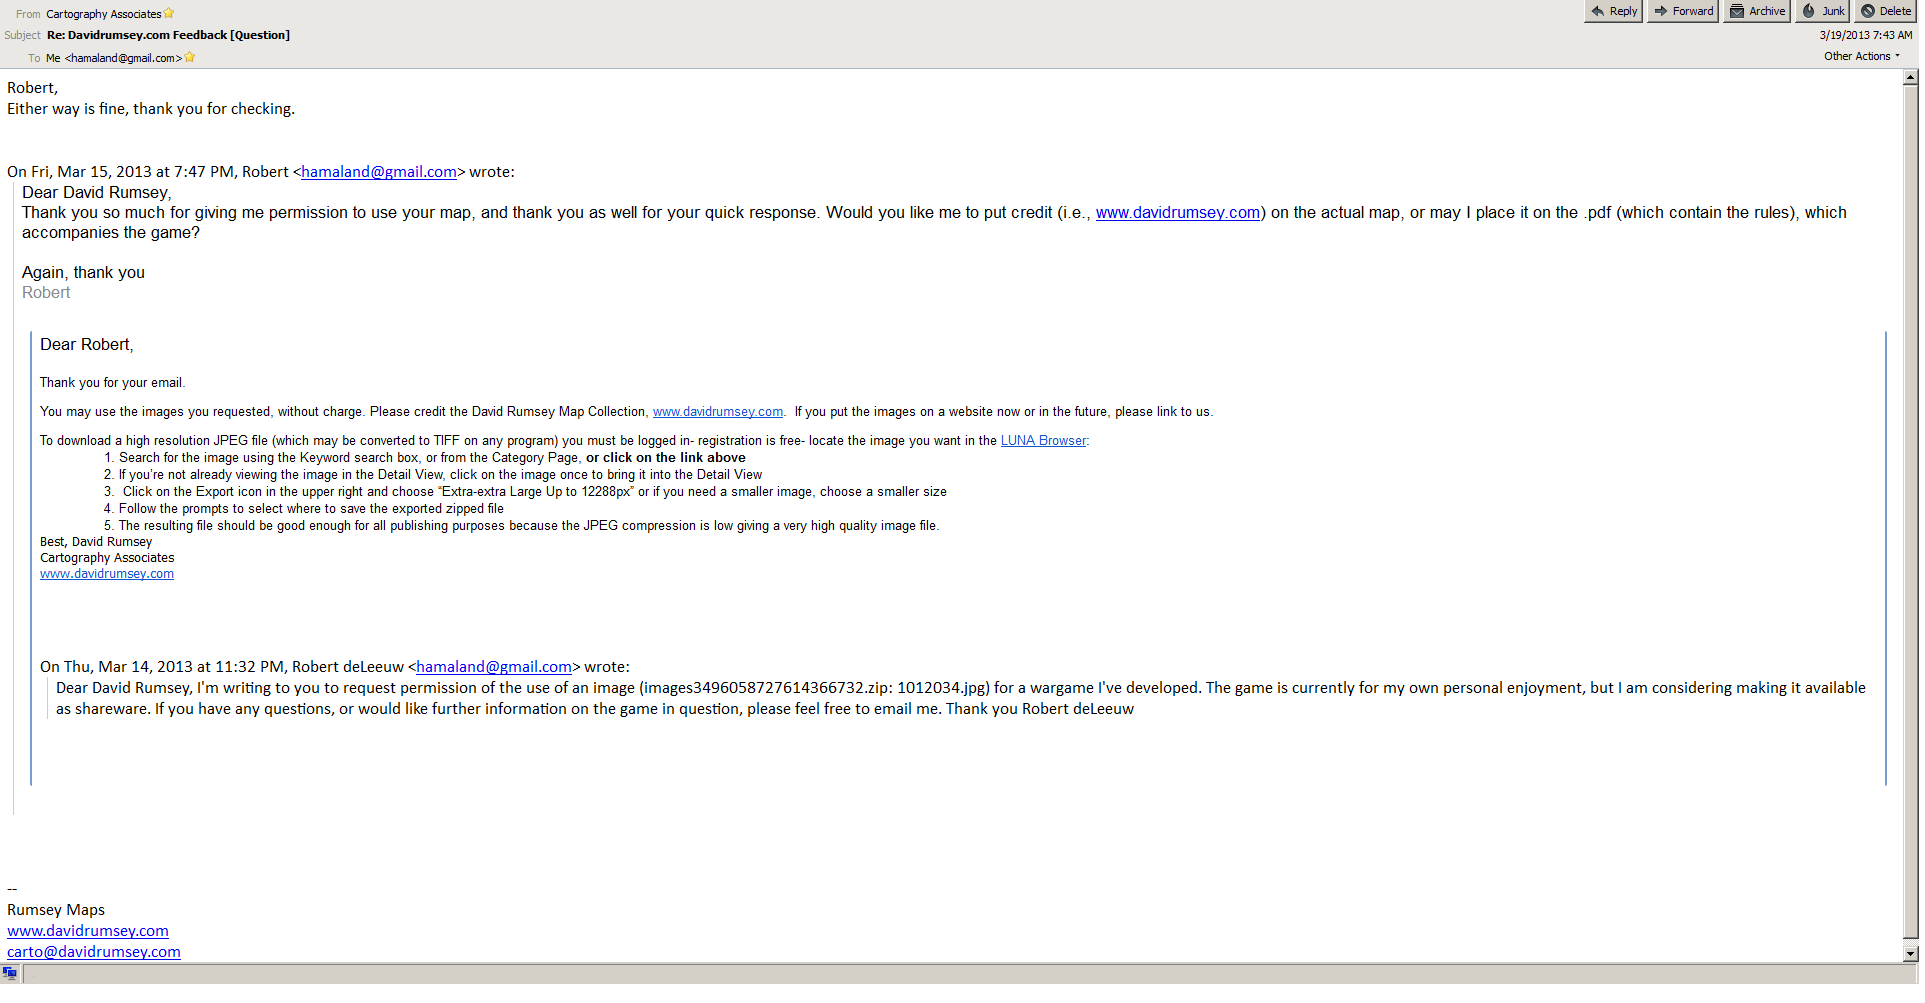 From Cartography Associates
Reply Forward Archive Junk Delete
Subject Re: Davidrumsey.com Feedback [Question]
3/19/2013 7:43 AM
To Me <hamaland@gmail.com>
Other Actions
Robert,
Either way is fine, thank you for checking.
On Fri, Mar 15, 2013 at 7:47 PM, Robert <hamaland@gmail.com> wrote:
Dear David Rumsey,
Thank you so much for giving me permission to use your map, and thank you as well for your quick response. Would you like me to put credit (i.e., www.davidrumsey.com) on the actual map, or may I place it on the .pdf (which contain the rules), which
accompanies the game?
Again, thank you
Robert
Dear Robert,
Thank you for your email.
You may use the images you requested, without charge. Please credit the David Rumsey Map Collection, www.davidrumsey.com.  If you put the images on a website now or in the future, please link to us.
To download a high resolution JPEG file (which may be converted to TIFF on any program) you must be logged in- registration is free- locate the image you want in the LUNA Browser:
1. Search for the image using the Keyword search box, or from the Category Page, or click on the link above
2. If you're not already viewing the image in the Detail View, click on the image once to bring it into the Detail View
3.  Click on the Export icon in the upper right and choose “Extra-extra Large Up to 12288px” or if you need a smaller image, choose a smaller size
4. Follow the prompts to select where to save the exported zipped file
5. The resulting file should be good enough for all publishing purposes because the JPEG compression is low giving a very high quality image file.
Best, David Rumsey
Cartography Associates
www.davidrumsey.com
On Thu, Mar 14, 2013 at 11:32 PM, Robert deLeeuw <hamaland@gmail.com> wrote:
Dear David Rumsey, I'm writing to you to request permission of the use of an image (images3496058727614366732.zip: 1012034.jpg) for a wargame I've developed. The game is currently for my own personal enjoyment, but I am considering making it available
as shareware. If you have any questions, or would like further information on the game in question, please feel free to email me. Thank you Robert deLeeuw
--
Rumsey Maps
www.davidrumsey.com
carto@davidrumsey.com